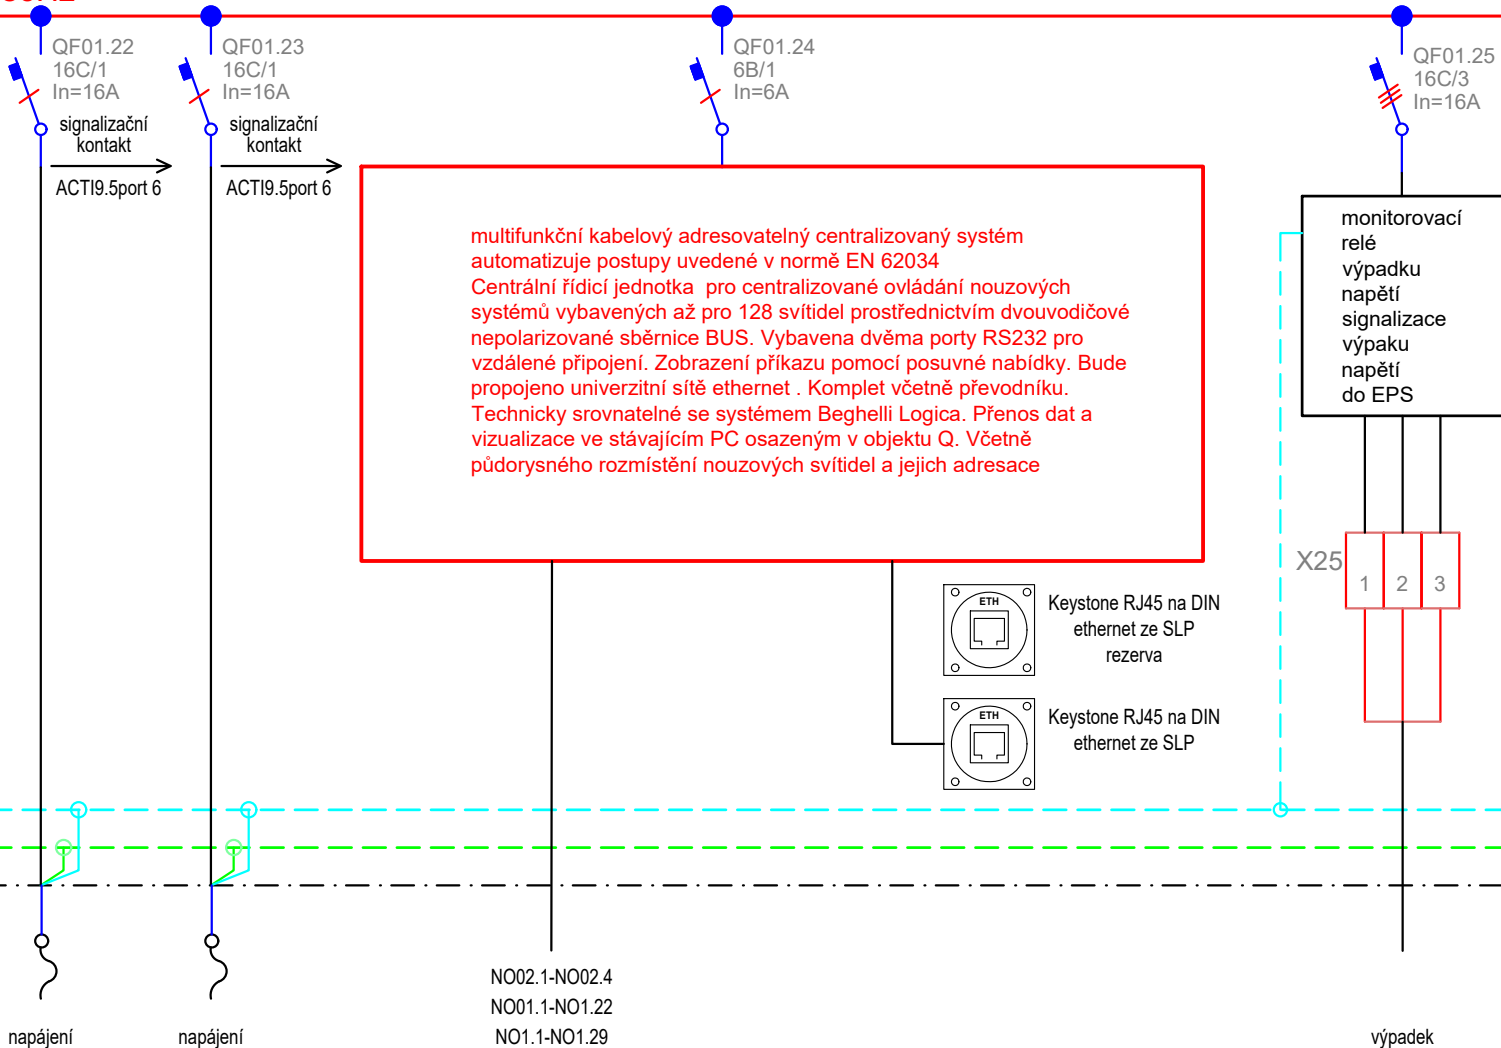 QF01.22
16C/1
In=16A
signalizační
kontakt
ACTI9.5port 6
QF01.23
16C/1
In=16A
signalizační
kontakt
ACTI9.5port 6
QF01.24
6B/1
In=6A
QF01.25
16C/3
In=16A
multifunkční kabelový adresovatelný centralizovaný systém
automatizuje postupy uvedené v normě EN 62034
Centrální řídicí jednotka  pro centralizované ovládání nouzových
systémů vybavených až pro 128 svítidel prostřednictvím dvouvodičové
nepolarizované sběrnice BUS. Vybavena dvěma porty RS232 pro
vzdálené připojení. Zobrazení příkazu pomocí posuvné nabídky. Bude
propojeno univerzitní sítě ethernet . Komplet včetně převodníku.
Technicky srovnatelné se systémem Beghelli Logica. Přenos dat a
vizualizace ve stávajícím PC osazeným v objektu Q. Včetně
půdorysného rozmístění nouzových svítidel a jejich adresace
monitorovací
relé
výpadku
napětí
signalizace
výpaku
napětí
do EPS
X25
1
2
3
ETH
Keystone RJ45 na DIN
ethernet ze SLP
rezerva
ETH
Keystone RJ45 na DIN
ethernet ze SLP
napájení
napájení
NO02.1-NO02.4
NO01.1-NO1.22
NO1.1-NO1.29
výpadek